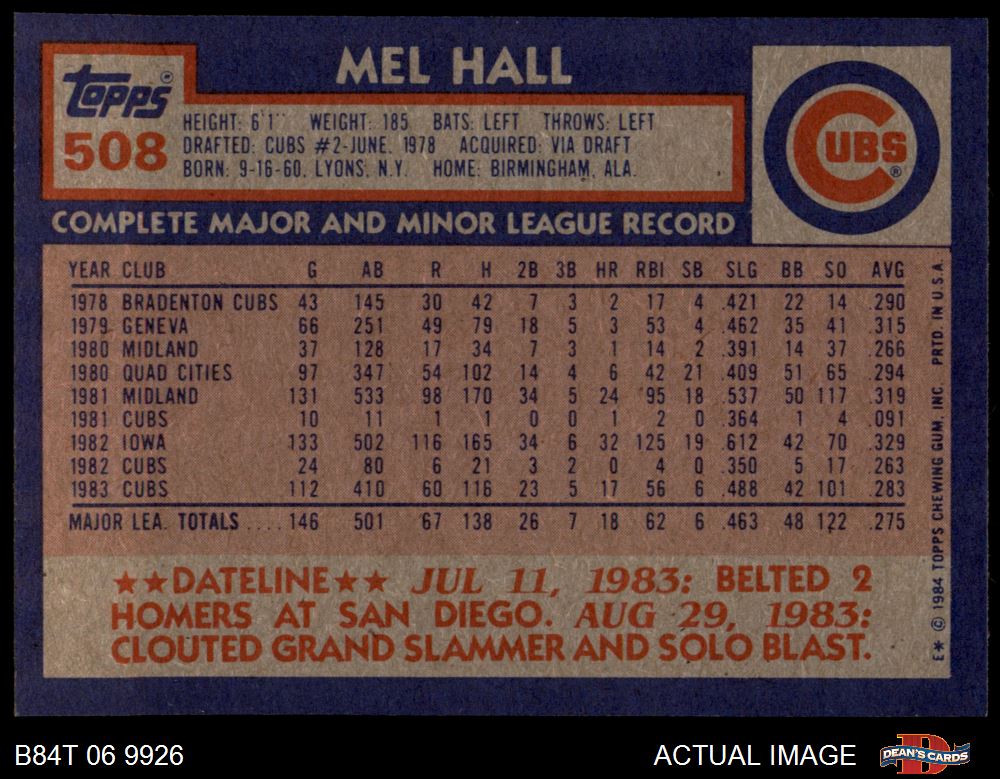 MEL HALL
Topps®
508
HEIGHT: 6'1" WEIGHT: 185 BATS: LEFT THROWS: LEFT
DRAFTED: CUBS #2-JUNE, 1978 ACQUIRED: VIA DRAFT
BORN: 9-16-60, LYONS, N.Y. HOME: BIRMINGHAM, ALA.
CUBS®
COMPLETE MAJOR AND MINOR LEAGUE RECORD
YEAR CLUB G AB R H 2B 3B HR RBI SB SLG BB SO AVG
1978 BRADENTON CUBS 43 145 30 42 7 3 2 17 4 .421 22 14 .290
1979 GENEVA 66 251 49 79 18 5 3 53 4 .462 35 41 .315
1980 MIDLAND 37 128 17 34 7 3 1 14 2 .391 14 37 .266
1980 QUAD CITIES 97 347 54 102 14 4 6 42 21 .409 51 65 .294
1981 MIDLAND 131 533 98 170 34 5 24 95 18 .537 50 117 .319
1981 CUBS 10 11 1 1 0 0 1 2 0 .364 1 4 .091
1982 IOWA 133 502 116 165 34 6 32 125 19 .612 42 70 .329
1982 CUBS 24 80 6 21 3 2 0 4 0 .350 5 17 .263
1983 CUBS 112 410 60 116 23 5 17 56 6 .488 42 101 .283
MAJOR LEA. TOTALS .... 146 501 67 138 26 7 18 62 6 .463 48 122 .275
★★DATELINE★★ JUL 11, 1983: BELTED 2
HOMERS AT SAN DIEGO. AUG 29, 1983:
CLOUTED GRAND SLAMMER AND SOLO BLAST.
E* © 1984 TOPPS CHEWING GUM, INC. PRTD. IN U.S.A.
B84T 06 9926
ACTUAL IMAGE
DEAN'S CARDS